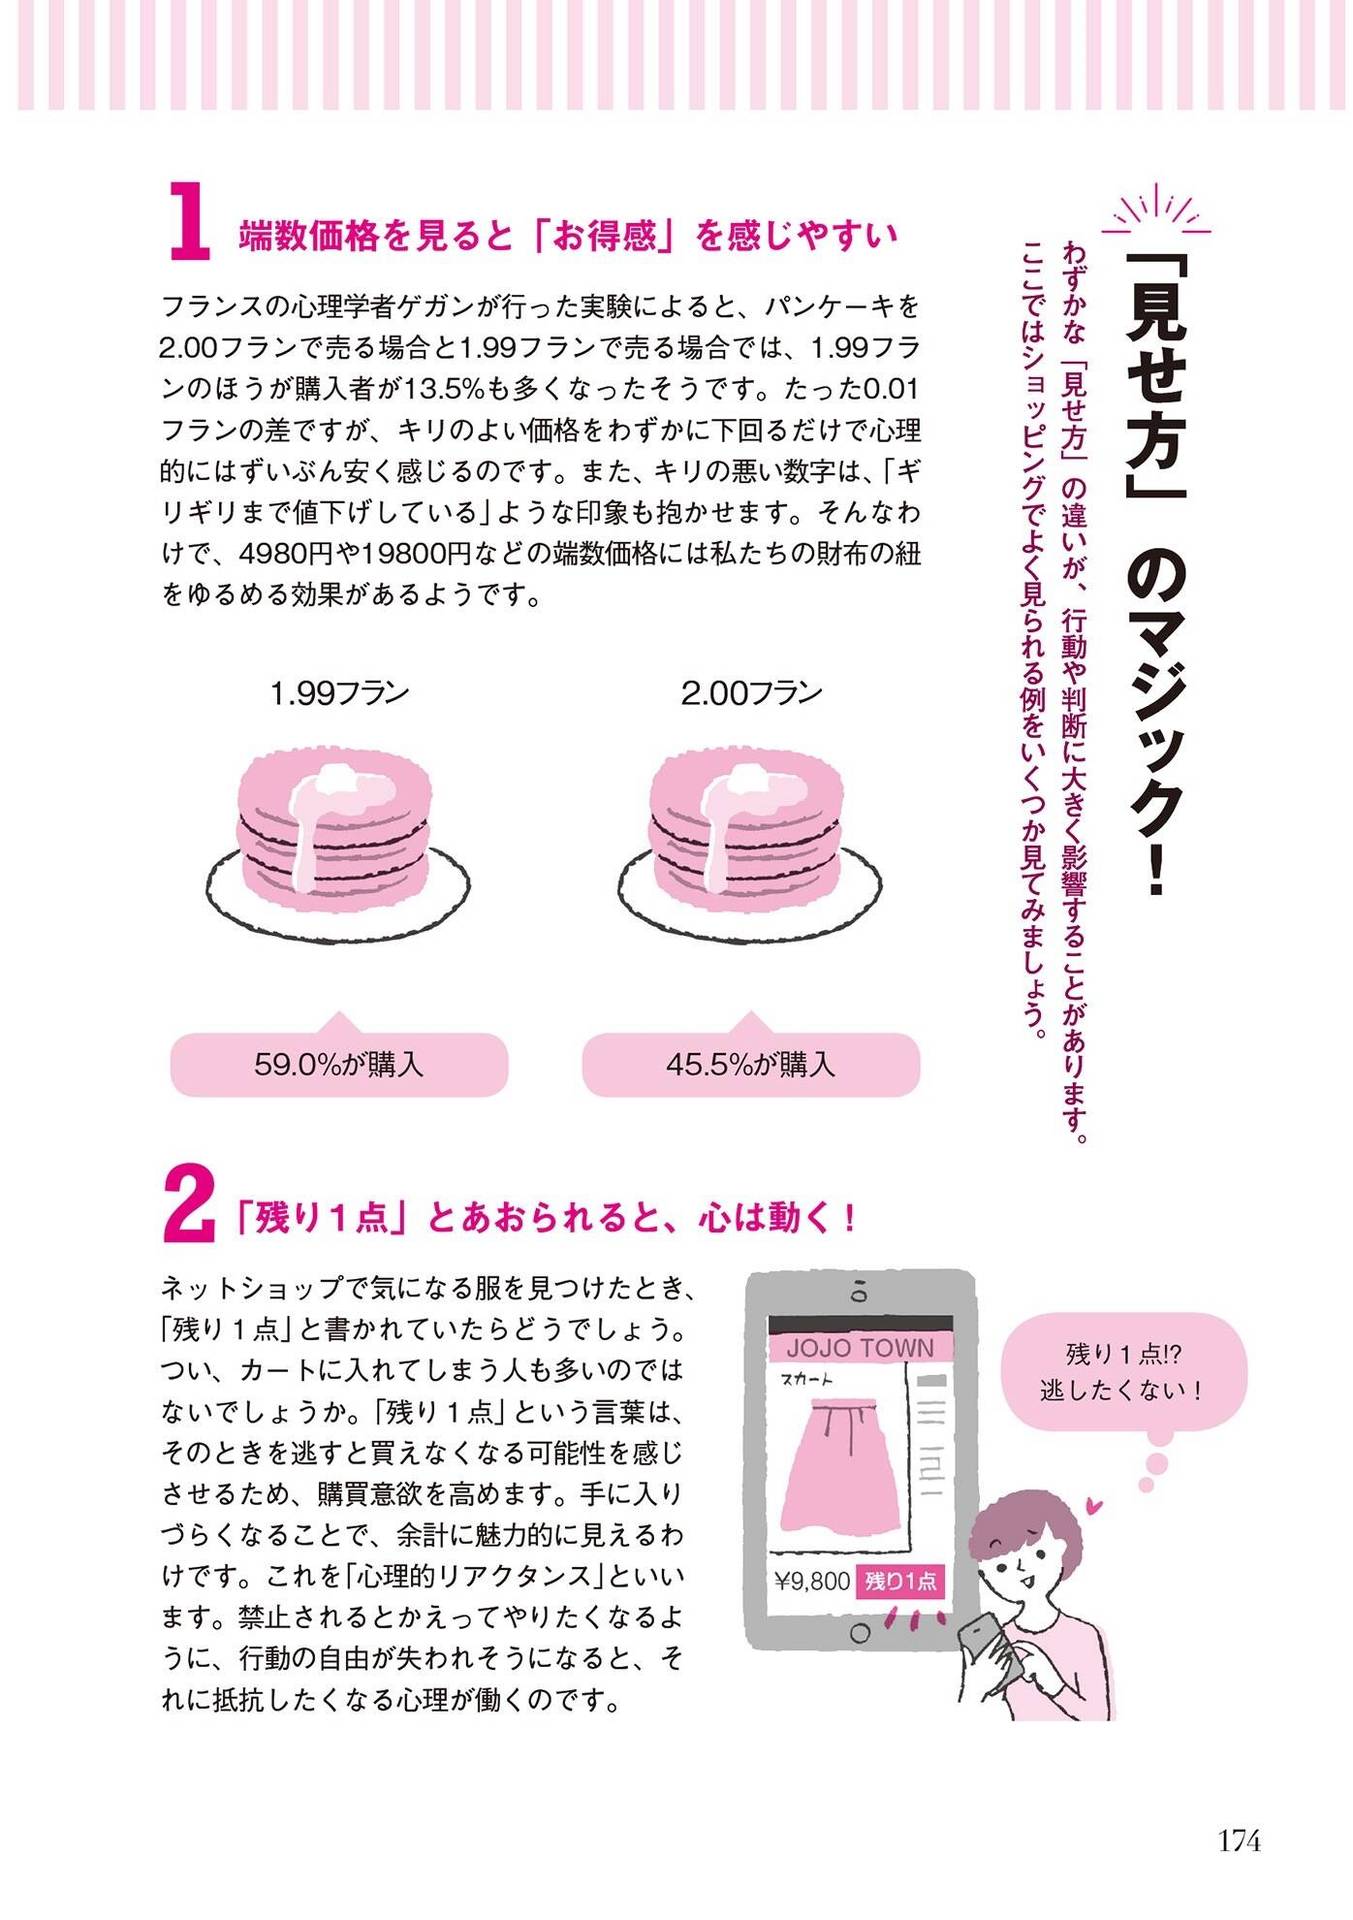 「見せ方」のマジック！
わずかな「見せ方」の違いが、行動や判断に大きく影響することがあります。
ここではショッピングでよく見られる例をいくつか見てみましょう。
1 端数価格を見ると「お得感」を感じやすい
フランスの心理学者ゲガンが行った実験によると、パンケーキを
2.00フランで売る場合と1.99フランで売る場合では、1.99フラ
ンのほうが購入者が13.5%も多くなったそうです。たった0.01
フランの差ですが、キリのよい価格をわずかに下回るだけで心理
的にはずいぶん安く感じるのです。また、キリの悪い数字は、「ギ
リギリまで値下げしている」ような印象も抱かせます。そんなわ
けで、4980円や19800円などの端数価格には私たちの財布の紐
をゆるめる効果があるようです。
1.99フラン
2.00フラン
59.0%が購入
45.5%が購入
2 「残り1点」とあおられると、心は動く！
ネットショップで気になる服を見つけたとき、
「残り1点」と書かれていたらどうでしょう。
つい、カートに入れてしまう人も多いのでは
ないでしょうか。「残り1点」という言葉は、
そのときを逃すと買えなくなる可能性を感じ
させるため、購買意欲を高めます。手に入り
づらくなることで、余計に魅力的に見えるわ
けです。これを「心理的リアクタンス」といい
ます。禁止されるとかえってやりたくなるよ
うに、行動の自由が失われそうになると、そ
れに抵抗したくなる心理が働くのです。
JOJO TOWN
スカート
¥9,800 残り1点
残り1点!?
逃したくない！
174